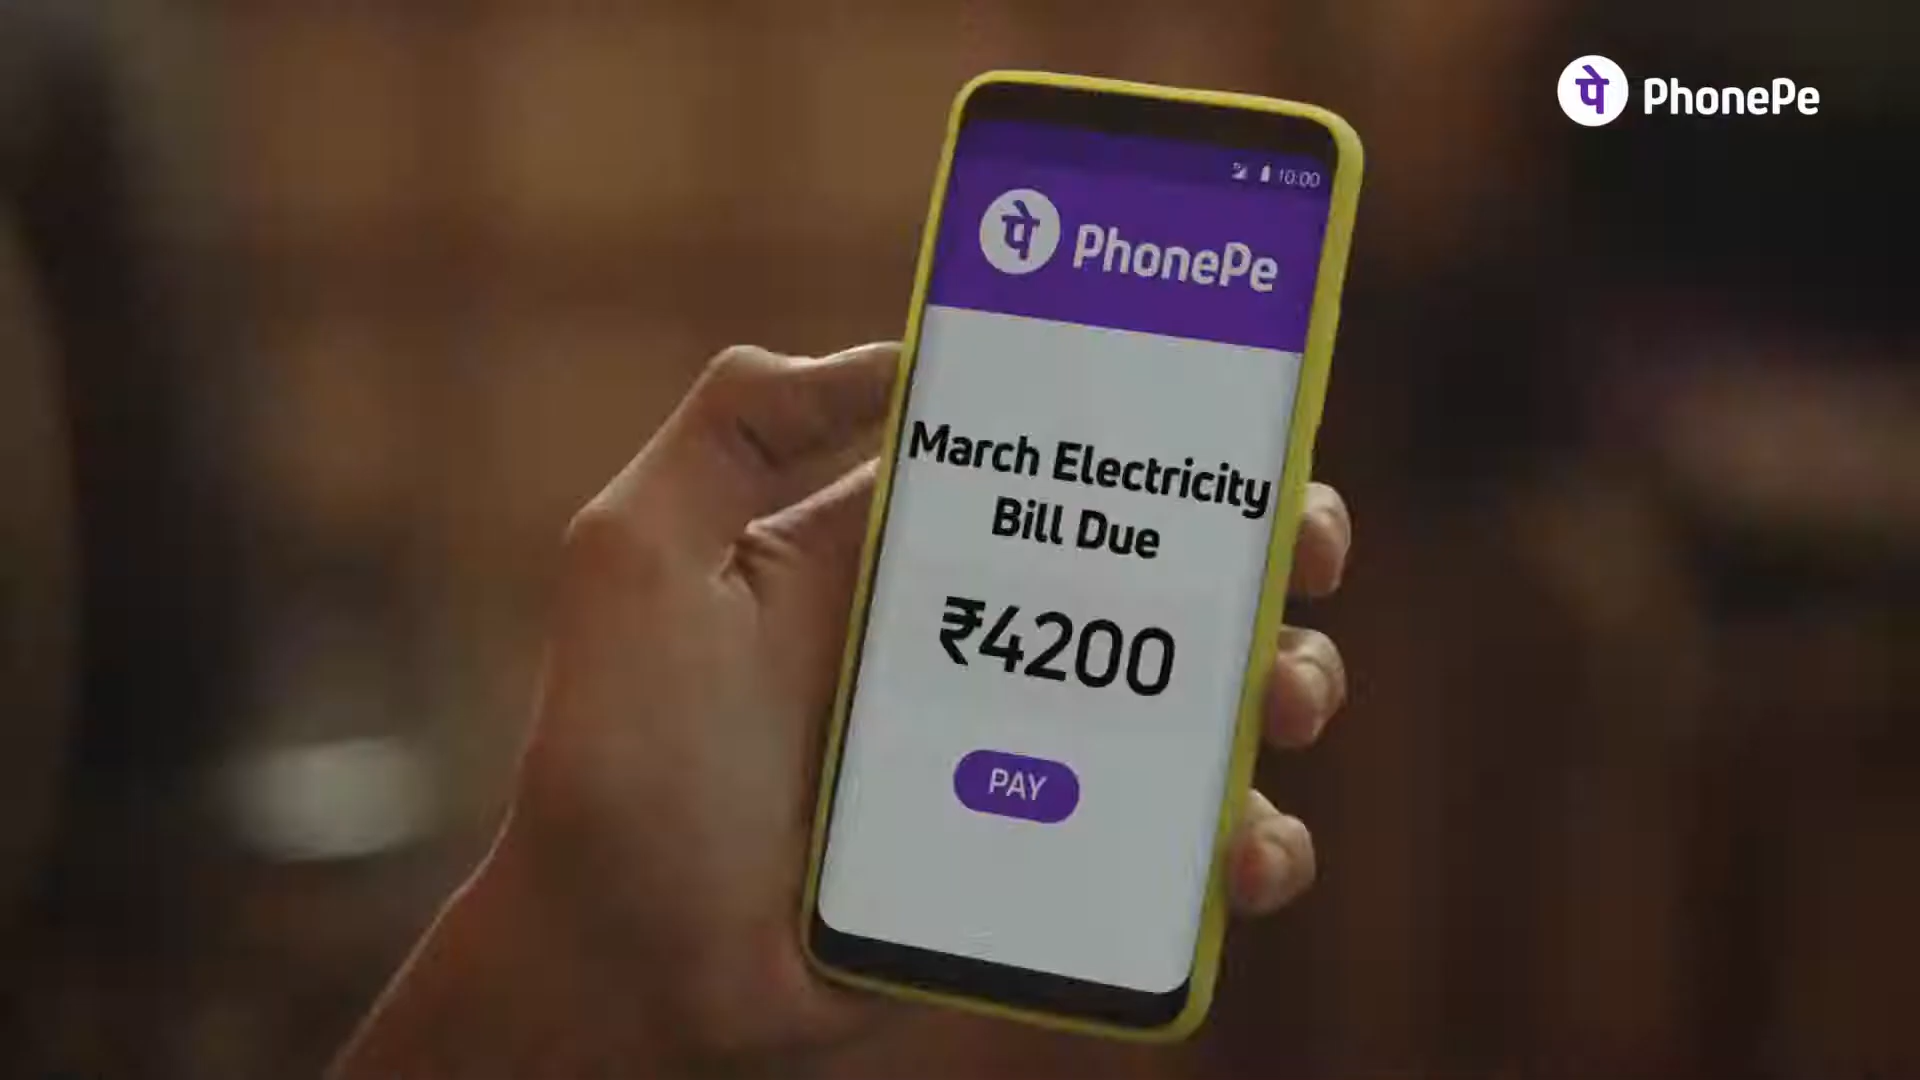 पे PhonePe
10:00
पे PhonePe
March Electricity
Bill Due
₹4200
PAY